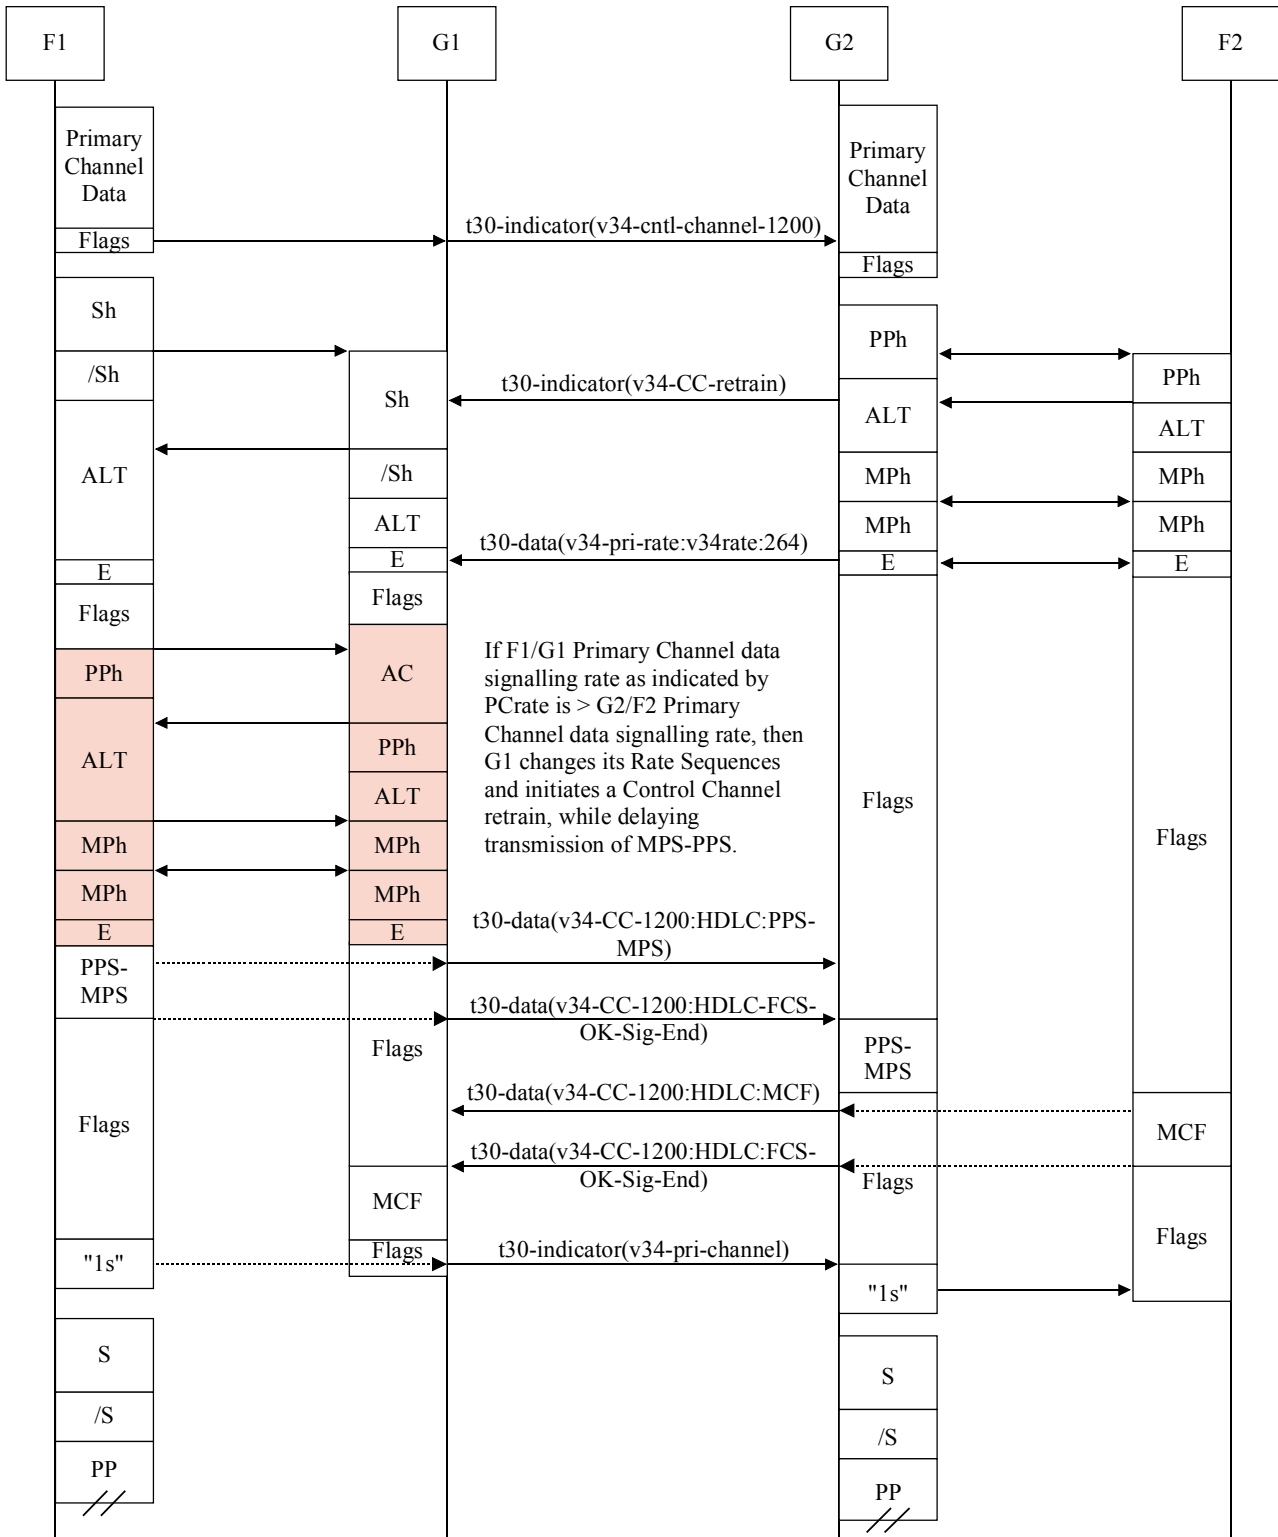 F1
G1
G2
F2
Primary
Channel
Data
Flags
Primary
Channel
Data
Flags
t30-indicator(v34-cntl-channel-1200)
Sh
/Sh
ALT
E
Flags
PPh
ALT
MPh
MPh
E
PPS-
MPS
Flags
"1s"
S
/S
PP
Sh
/Sh
ALT
E
Flags
AC
PPh
ALT
MPh
MPh
E
Flags
MCF
Flags
t30-indicator(v34-CC-retrain)
t30-data(v34-pri-rate:v34rate:264)
If F1/G1 Primary Channel data
signalling rate as indicated by
PCrate is > G2/F2 Primary
Channel data signalling rate, then
G1 changes its Rate Sequences
and initiates a Control Channel
retrain, while delaying
transmission of MPS-PPS.
t30-data(v34-CC-1200:HDLC:PPS-
MPS)
t30-data(v34-CC-1200:HDLC-FCS-
OK-Sig-End)
t30-data(v34-CC-1200:HDLC:MCF)
t30-data(v34-CC-1200:HDLC:FCS-
OK-Sig-End)
t30-indicator(v34-pri-channel)
PPh
ALT
MPh
MPh
E
Flags
PPS-
MPS
Flags
"1s"
S
/S
PP
PPh
ALT
MPh
MPh
E
Flags
MCF
Flags